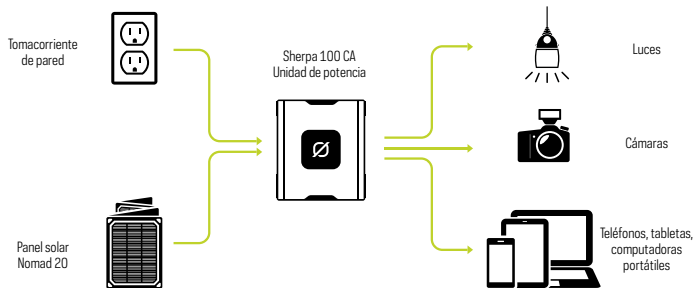 Tomacorriente
de pared
Sherpa 100 CA
Unidad de potencia
Luces
Cámaras
Panel solar
Nomad 20
Teléfonos, tabletas,
computadoras
portátiles